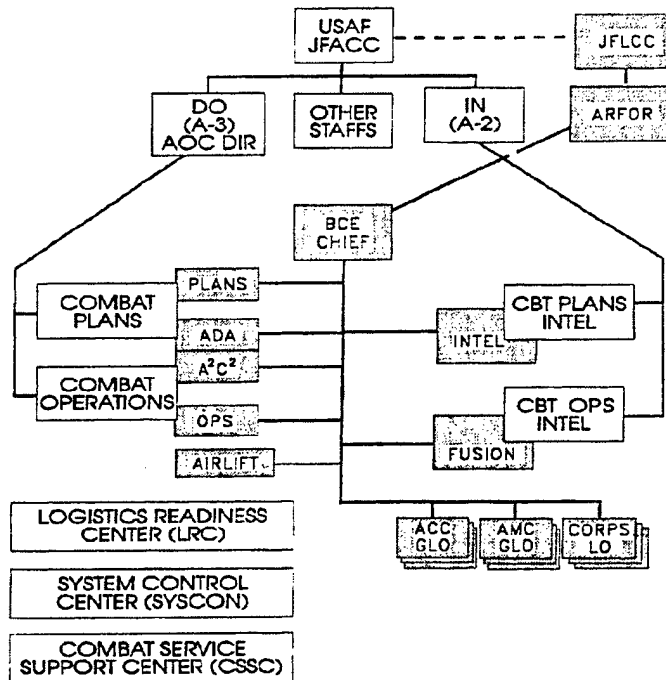 USAF
JFACC
JFLCC
DO
(A-3)
AOC DIR
OTHER
STAFFS
IN
(A-2)
ARFOR
BCE
CHIEF
COMBAT
PLANS
PLANS
ADA
A²C²
COMBAT
OPERATIONS
OPS
AIRLIFT
CBT PLANS
INTEL
INTEL
CBT OPS
INTEL
FUSION
ACC
GLO
AMC
GLO
CORPS
LO
LOGISTICS READINESS
CENTER (LRC)
SYSTEM CONTROL
CENTER (SYSCON)
COMBAT SERVICE
SUPPORT CENTER (CSSC)